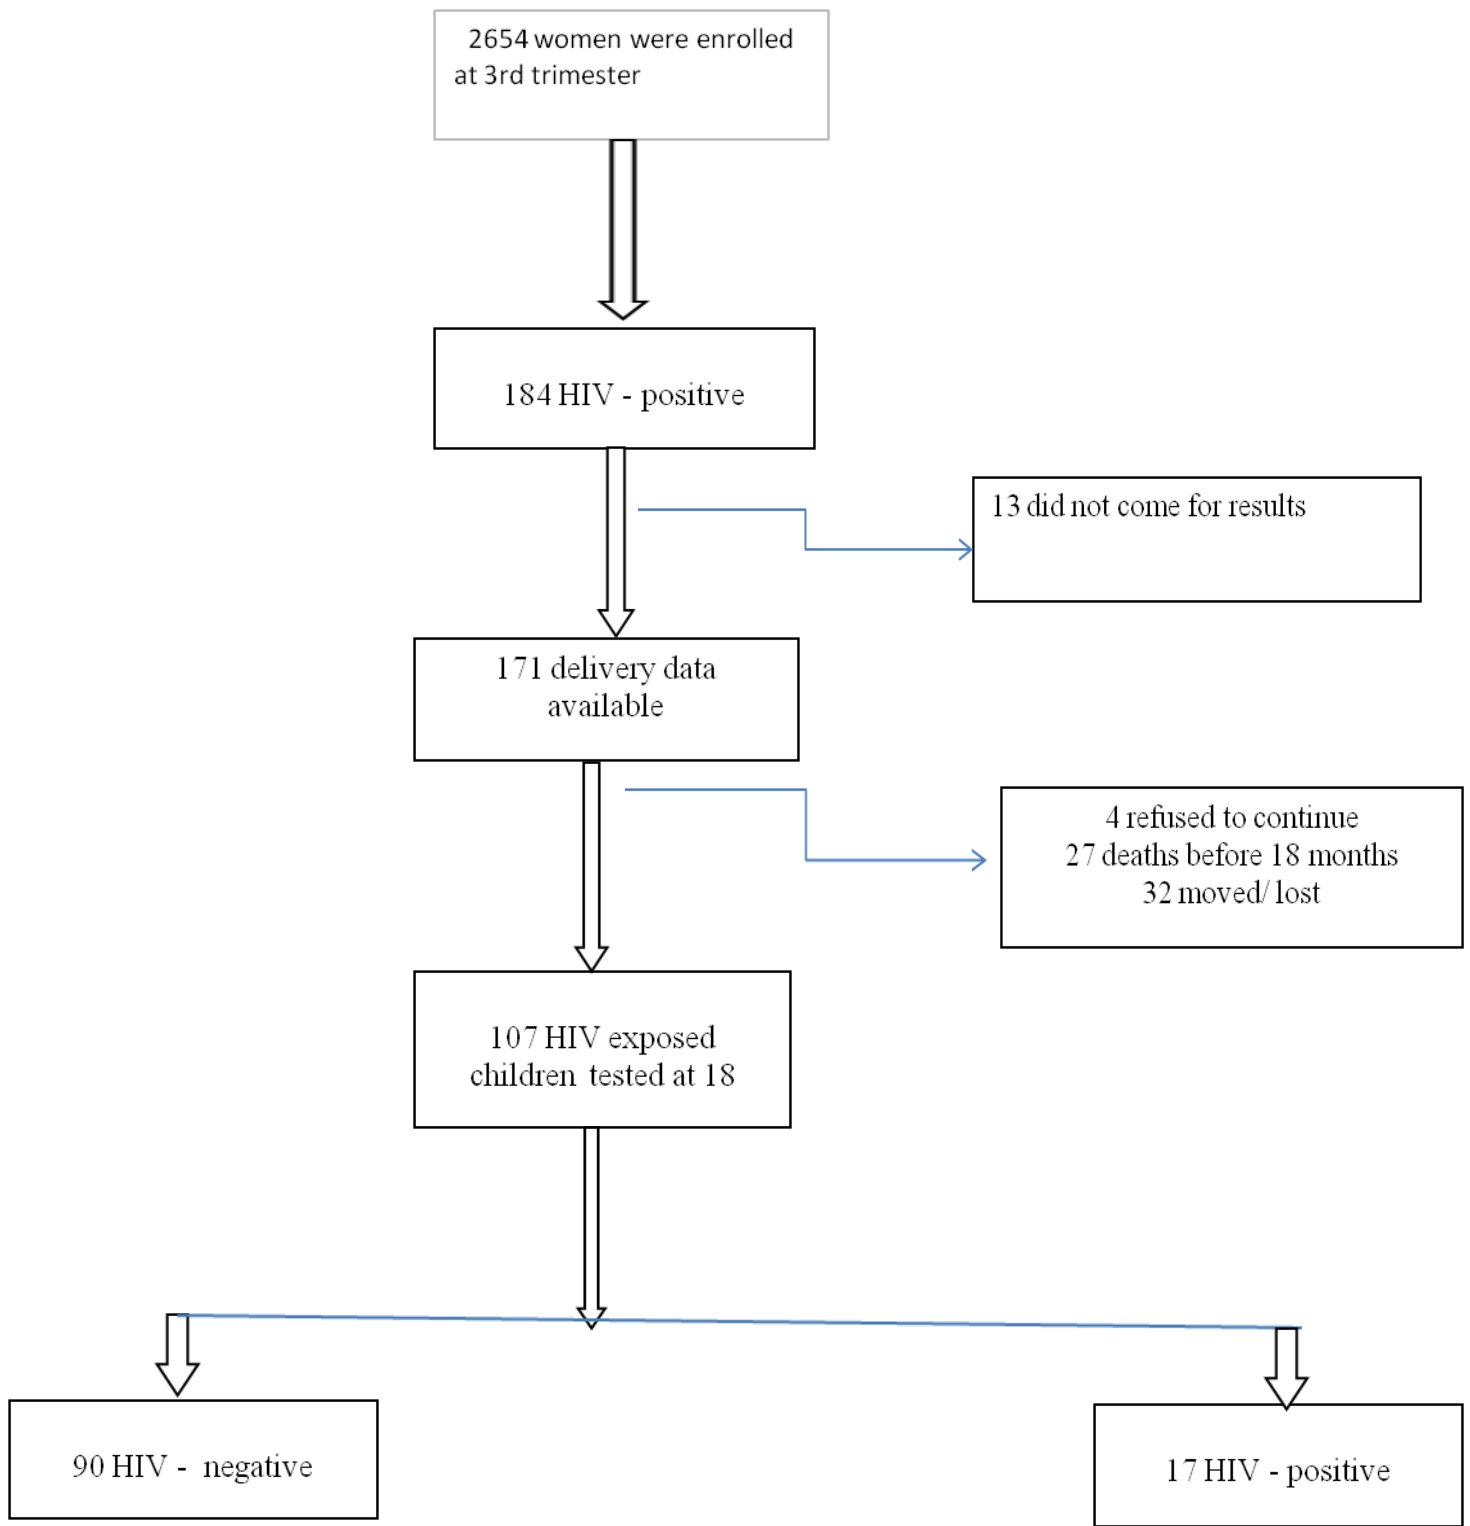 2654 women were enrolled
at 3rd trimester
184 HIV - positive
13 did not come for results
171 delivery data
available
4 refused to continue
27 deaths before 18 months
32 moved/ lost
107 HIV exposed
children tested at 18
90 HIV - negative
17 HIV - positive